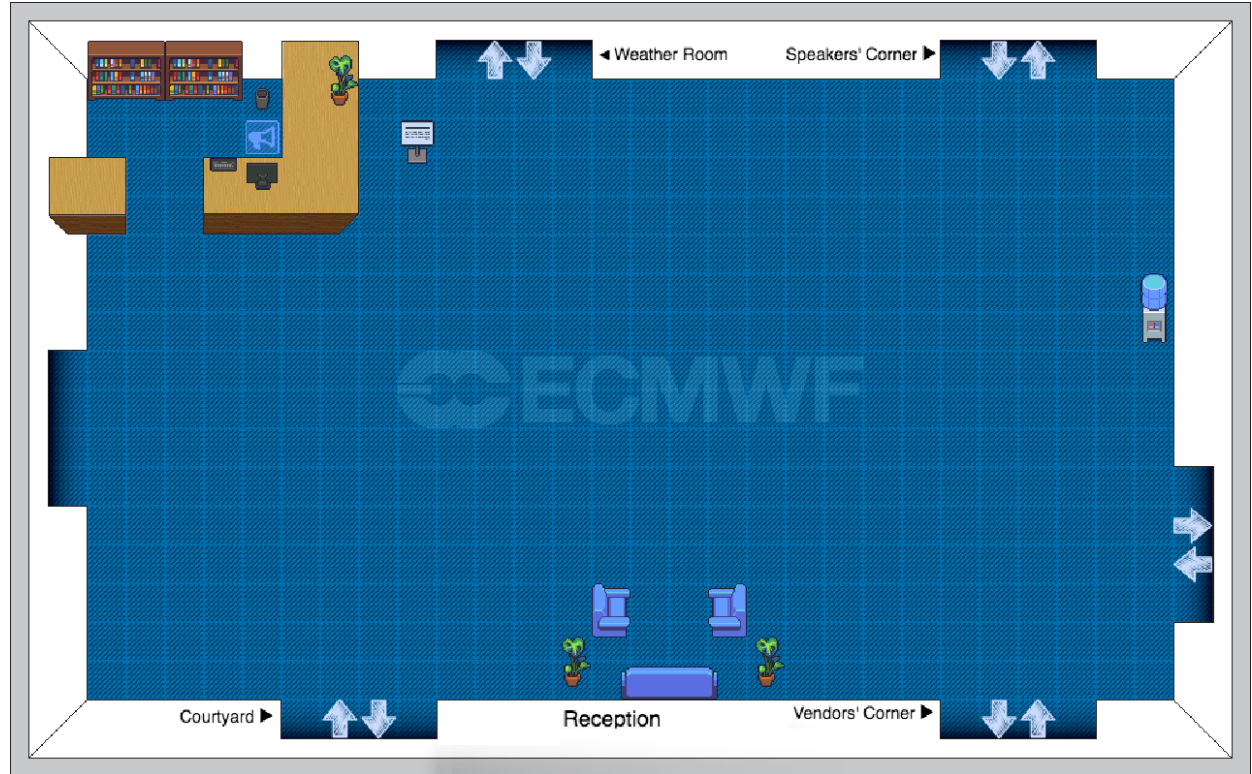 ◂ Weather Room
Speakers' Corner ▸
ECMWF
Courtyard ▸
Reception
Vendors' Corner ▸